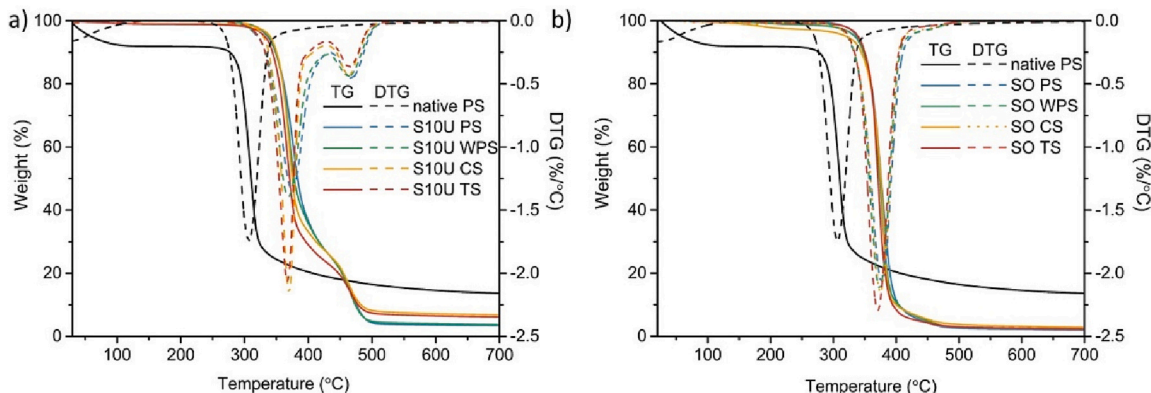 a)
100
80
60
40
20
0
Weight (%)
100 200 300 400 500 600 700
Temperature (°C)
0.0
-0.5
-1.0
-1.5
-2.0
-2.5
DTG (%/°C)
TG DTG
native PS
S10U PS
S10U WPS
S10U CS
S10U TS
b)
100
80
60
40
20
0
Weight (%)
100 200 300 400 500 600 700
Temperature (°C)
0.0
-0.5
-1.0
-1.5
-2.0
-2.5
DTG (%/°C)
TG DTG
native PS
SO PS
SO WPS
SO CS
SO TS